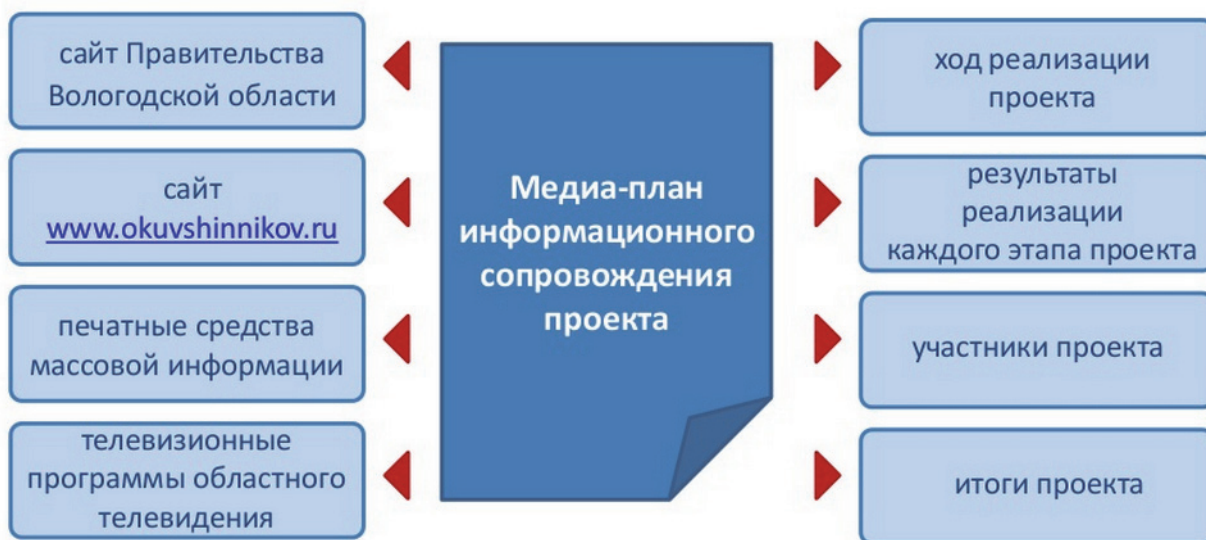 сайт Правительства
Вологодской области
сайт
www.okuvshinnikov.ru
печатные средства
массовой информации
телевизионные
программы областного
телевидения
Медиа-план
информационного
сопровождения
проекта
ход реализации
проекта
результаты
реализации
каждого этапа проекта
участники проекта
итоги проекта